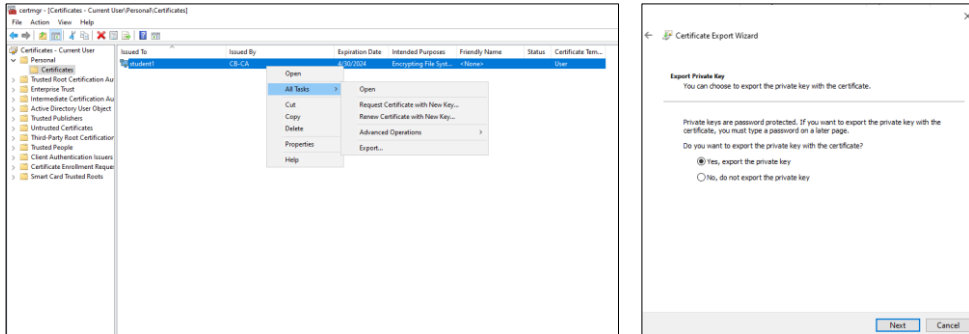 certmgr - [Certificates - Current User\Personal\Certificates]
File Action View Help
Certificates - Current User
Personal
Certificates
Trusted Root Certification Au
Enterprise Trust
Intermediate Certification Au
Active Directory User Object
Trusted Publishers
Untrusted Certificates
Third-Party Root Certification
Trusted People
Client Authentication Issuers
Certificate Enrollment Reques
Smart Card Trusted Roots
Issued To Issued By Expiration Date Intended Purposes Friendly Name Status Certificate Tem...
student1 CB-CA 4/30/2024 Encrypting File Syst... <None> User
Open
All Tasks
Cut
Copy
Delete
Properties
Help
Open
Request Certificate with New Key...
Renew Certificate with New Key...
Advanced Operations
Export...
Certificate Export Wizard
Export Private Key
You can choose to export the private key with the certificate.
Private keys are password protected. If you want to export the private key with the
certificate, you must type a password on a later page.
Do you want to export the private key with the certificate?
Yes, export the private key
No, do not export the private key
Next Cancel